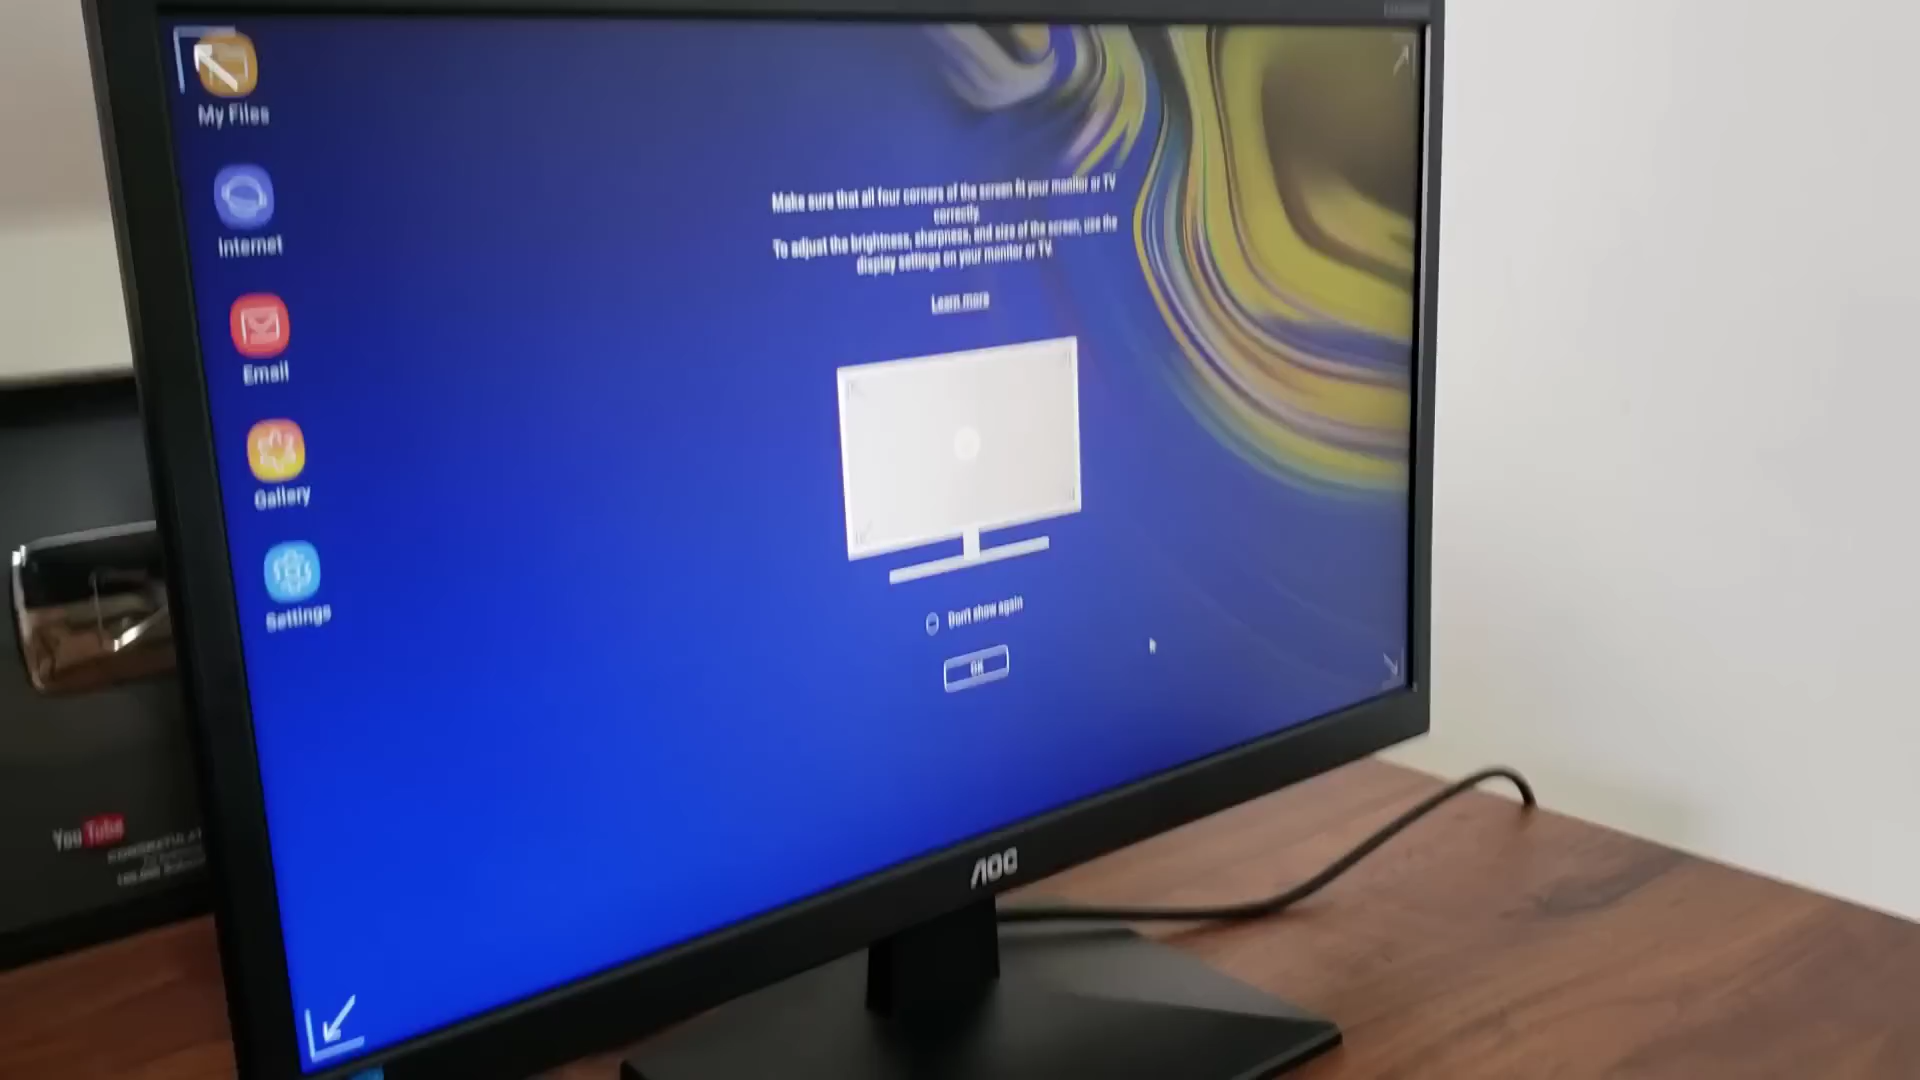 My Files
Internet
Email
Gallery
Settings
Make sure that all four corners of the screen fit your monitor or TV
correctly.
To adjust the brightness, sharpness, and size of the screen, use the
display settings on your monitor or TV.
Learn more
Don't show again
OK
AOC
You Tube